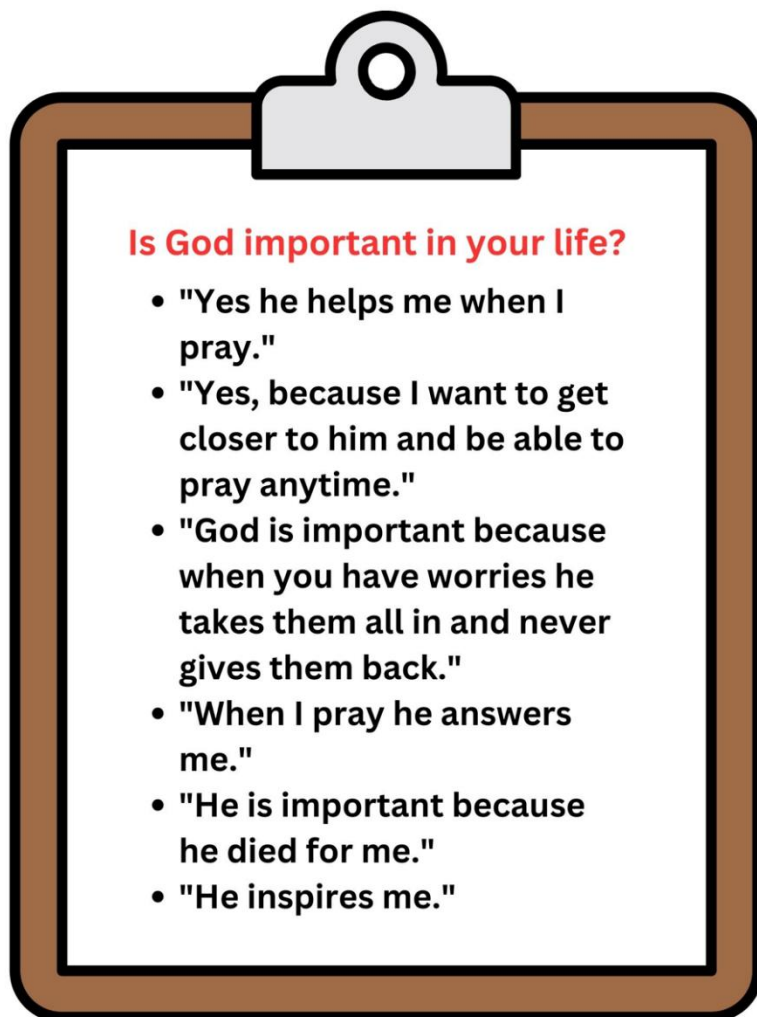 Is God important in your life?
• "Yes he helps me when I
pray."
• "Yes, because I want to get
closer to him and be able to
pray anytime."
• "God is important because
when you have worries he
takes them all in and never
gives them back."
• "When I pray he answers
me."
• "He is important because
he died for me."
• "He inspires me."